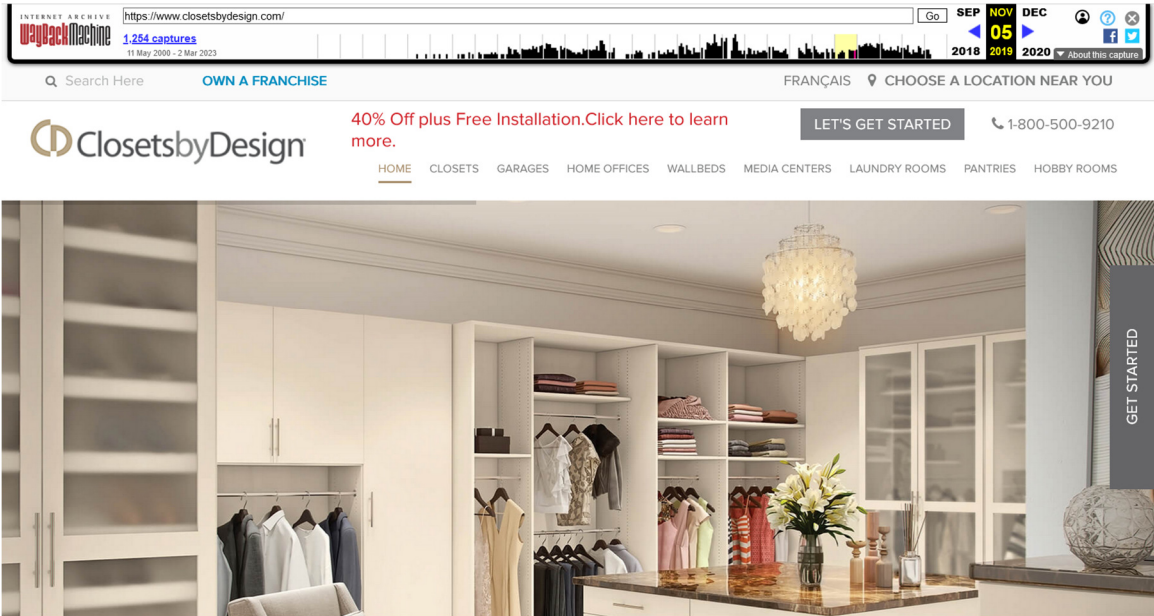 INTERNET ARCHIVE
WayBackMachine
https://www.closetsbydesign.com/
Go
1,254 captures
11 May 2000 - 2 Mar 2023
SEP NOV DEC
05
2018 2019 2020
About this capture
Search Here
OWN A FRANCHISE
FRANÇAIS
CHOOSE A LOCATION NEAR YOU
ClosetsbyDesign
40% Off plus Free Installation.Click here to learn
more.
LET'S GET STARTED
1-800-500-9210
HOME CLOSETS GARAGES HOME OFFICES WALLBEDS MEDIA CENTERS LAUNDRY ROOMS PANTRIES HOBBY ROOMS
GET STARTED